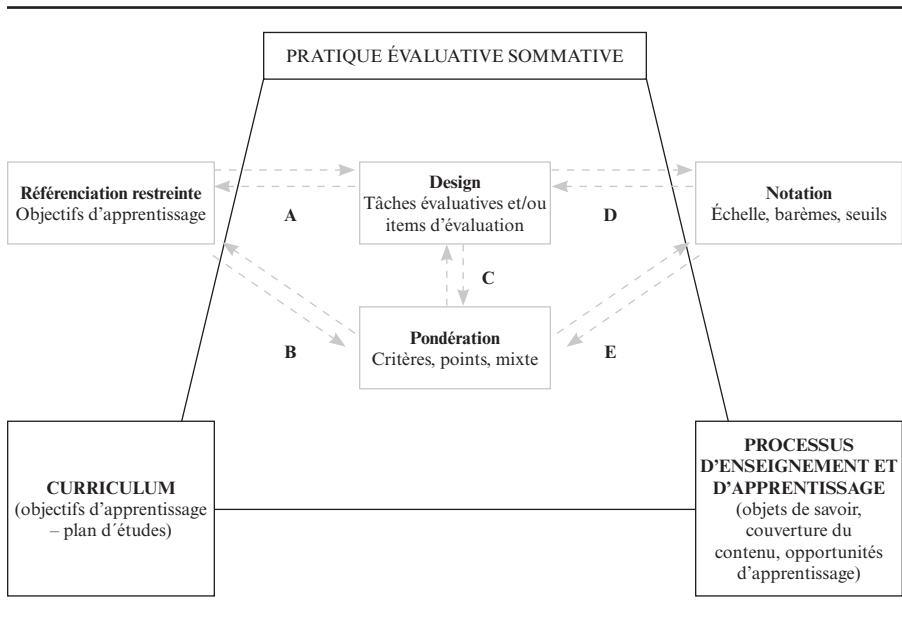 PRATIQUE ÉVALUATIVE SOMMATIVE
Référenciation restreinte
Objectifs d'apprentissage
A
Design
Tâches évaluatives et/ou
items d'évaluation
D
Notation
Échelle, barèmes, seuils
C
B
Pondération
Critères, points, mixte
E
CURRICULUM
(objectifs d'apprentissage
– plan d´études)
PROCESSUS
D'ENSEIGNEMENT ET
D'APPRENTISSAGE
(objets de savoir,
couverture du
contenu, opportunités
d'apprentissage)